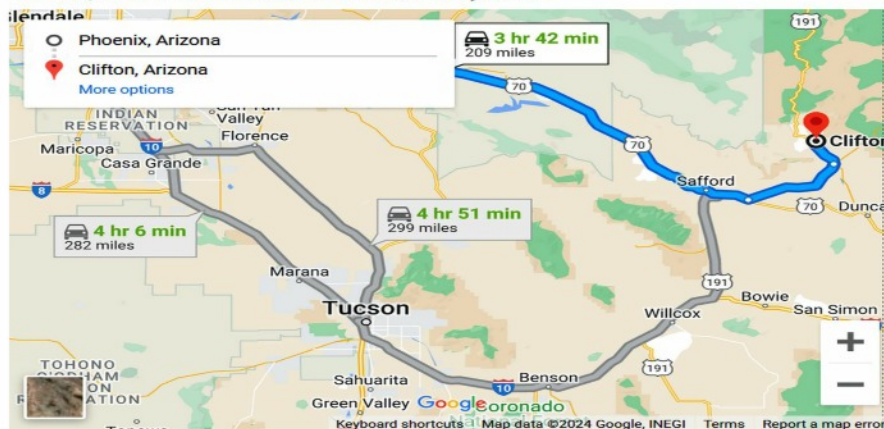 Glendale
191
Phoenix, Arizona
Clifton, Arizona
More options
3 hr 42 min
209 miles
70
Valley
INDIAN
RESERVATION
Florence
Maricopa
10
Casa Grande
70
Clifton
8
Safford
70
Duncan
4 hr 6 min
282 miles
4 hr 51 min
299 miles
Marana
191
Bowie
Tucson
Willcox
San Simon
+
TOHONO
O'ODHAM
NATION
RESERVATION
Sahuarita
10
Benson
191
−
Green Valley
Google
Coronado
Keyboard shortcuts
Map data ©2024 Google, INEGI
Terms
Report a map error